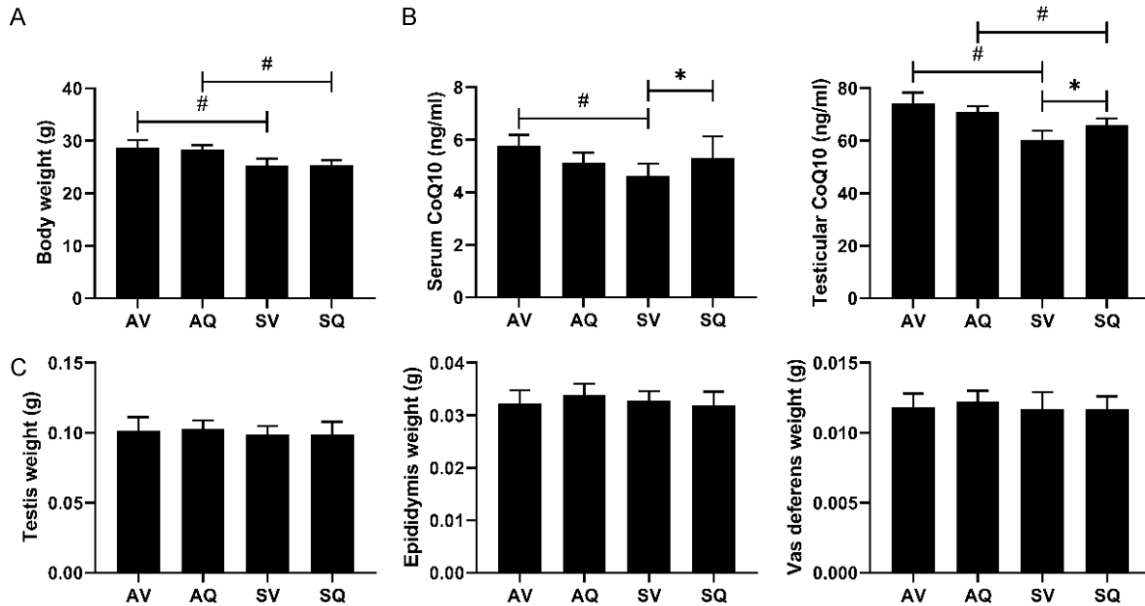 A
Body weight (g)
40
30
20
10
0
#
#
AV AQ SV SQ
B
Serum CoQ10 (ng/ml)
8
6
4
2
0
#
*
AV AQ SV SQ
Testicular CoQ10 (ng/ml)
80
60
40
20
0
#
#
*
AV AQ SV SQ
C
Testis weight (g)
0.15
0.10
0.05
0.00
AV AQ SV SQ
Epididymis weight (g)
0.04
0.03
0.02
0.01
0.00
AV AQ SV SQ
Vas deferens weight (g)
0.015
0.010
0.005
0.000
AV AQ SV SQ